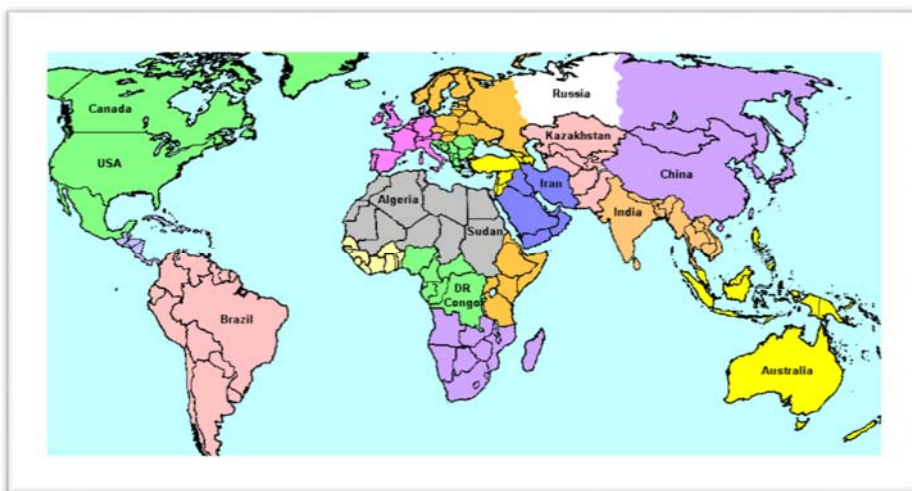 Canada
Russia
USA
Kazakhstan
China
Iran
Algeria
India
Sudan
DR
Congo
Brazil
Australia